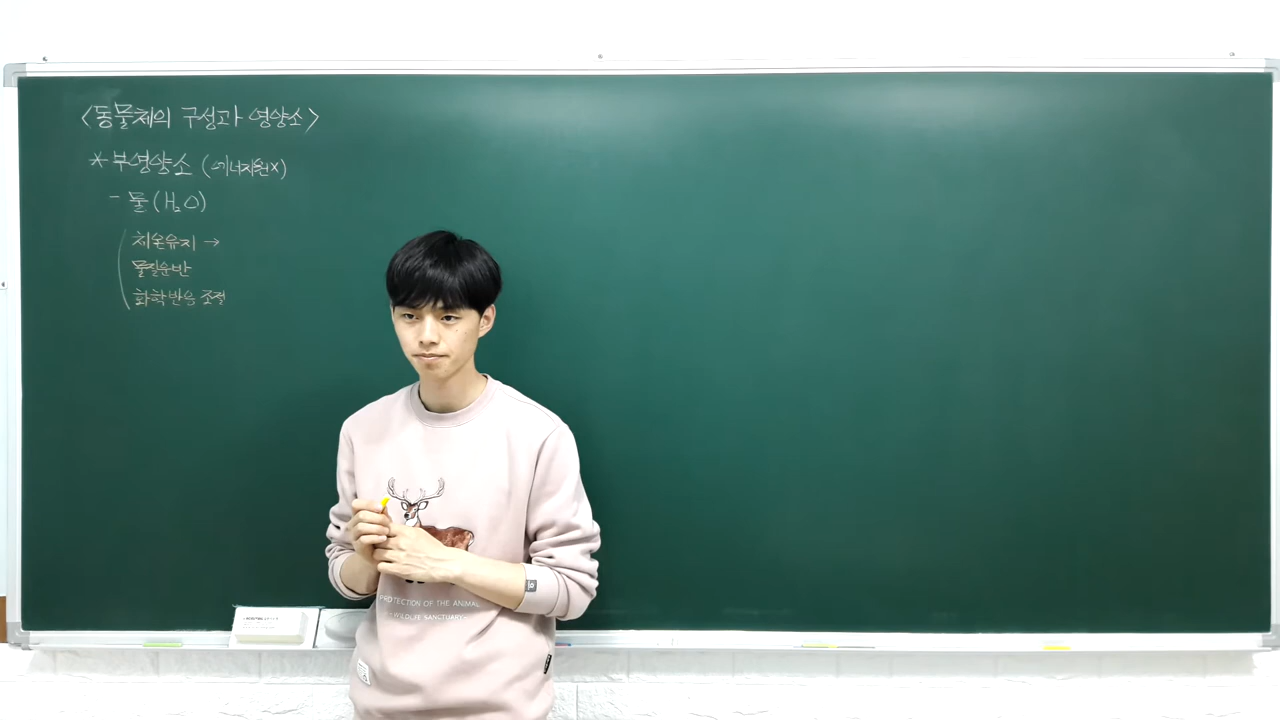 <동물체의 구성과 영양소>
* 부영양소 (에너지원X)
- 물 (H₂O)
체온유지 →
물질운반
화학반응 조절
PROTECTION OF THE ANIMAL
WILDLIFE SANCTUARY